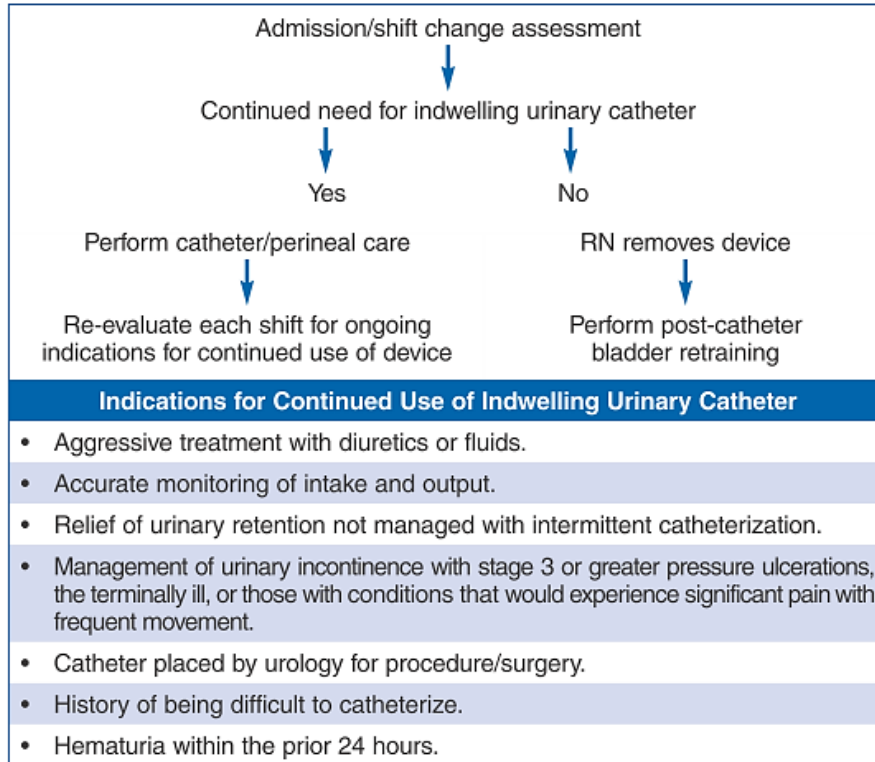 Admission/shift change assessment
Continued need for indwelling urinary catheter
Yes
No
Perform catheter/perineal care
RN removes device
Re-evaluate each shift for ongoing
indications for continued use of device
Perform post-catheter
bladder retraining
Indications for Continued Use of Indwelling Urinary Catheter
• Aggressive treatment with diuretics or fluids.
• Accurate monitoring of intake and output.
• Relief of urinary retention not managed with intermittent catheterization.
• Management of urinary incontinence with stage 3 or greater pressure ulcerations,
the terminally ill, or those with conditions that would experience significant pain with
frequent movement.
• Catheter placed by urology for procedure/surgery.
• History of being difficult to catheterize.
• Hematuria within the prior 24 hours.